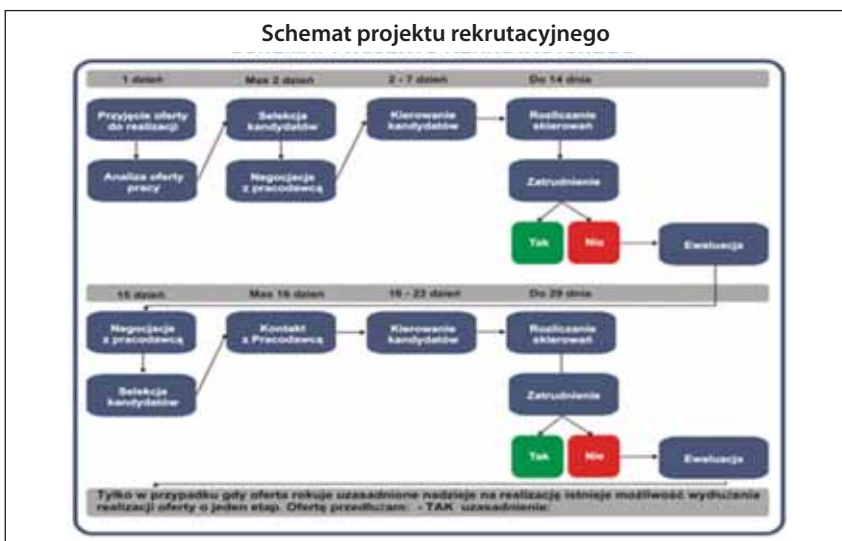 Schemat projektu rekrutacyjnego
1 dzień Max 2 dzień 2 - 7 dzień Do 14 dnia
Przyjęcie oferty
do realizacji
Selekcja
kandydatów
Kierowanie
kandydatów
Rozliczanie
skierowań
Analiza oferty
pracy
Negocjacje
z pracodawcą
Zatrudnienie
Tak
Nie
Ewaluacja
15 dzień Max 16 dzień 16 - 22 dzień Do 29 dnia
Negocjacje
z pracodawcą
Kontakt
z Pracodawcą
Kierowanie
kandydatów
Rozliczanie
skierowań
Selekcja
kandydatów
Zatrudnienie
Tak
Nie
Ewaluacja
Tylko w przypadku gdy oferta rokuje uzasadnione nadzieje na realizację istnieje możliwość wydłużenia
realizacji oferty o jeden etap. Ofertę przedłużam: - TAK uzasadnienie: